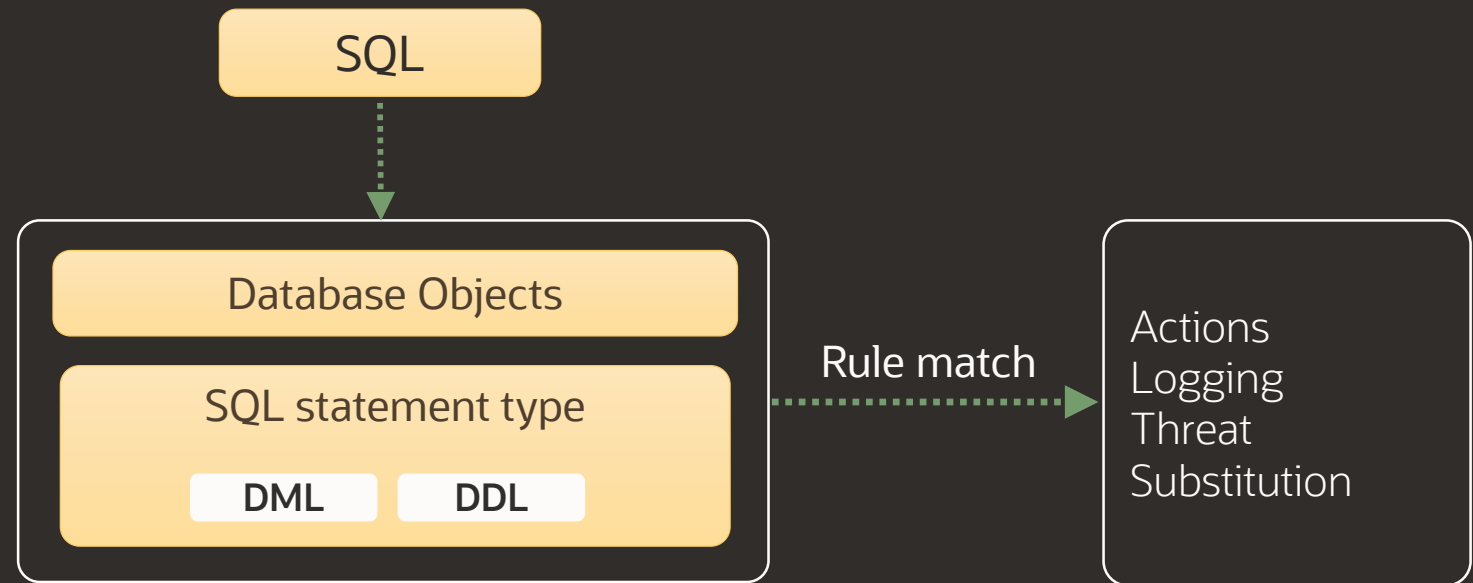 SQL
Database Objects
SQL statement type
DML DDL
Rule match
Actions
Logging
Threat
Substitution